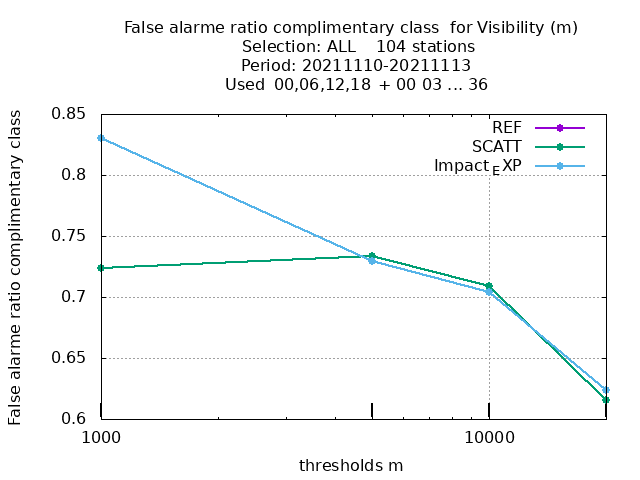 False alarme ratio complimentary class for Visibility (m)
Selection: ALL 104 stations
Period: 20211110-20211113
Used 00,06,12,18 + 00 03 ... 36
False alarme ratio complimentary class
0.85
0.8
0.75
0.7
0.65
0.6
REF
SCATT
Impact_EXP
1000
10000
thresholds m